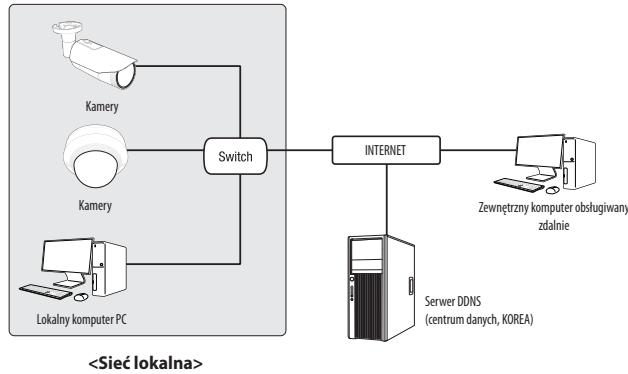 Kamery
Switch
INTERNET
Kamery
Zewnętrzny komputer obsługiwany
zdalnie
Lokalny komputer PC
Serwer DDNS
(centrum danych, KOREA)
<Sieć lokalna>